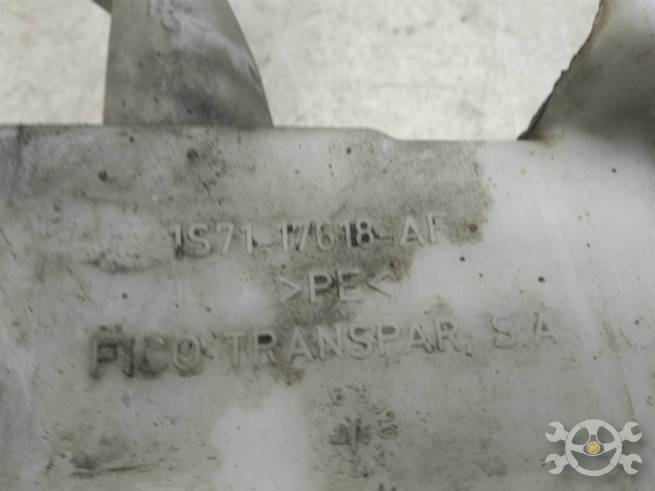 1S71-17618-AF
>PE<
FICO TRANSPAR, S.A